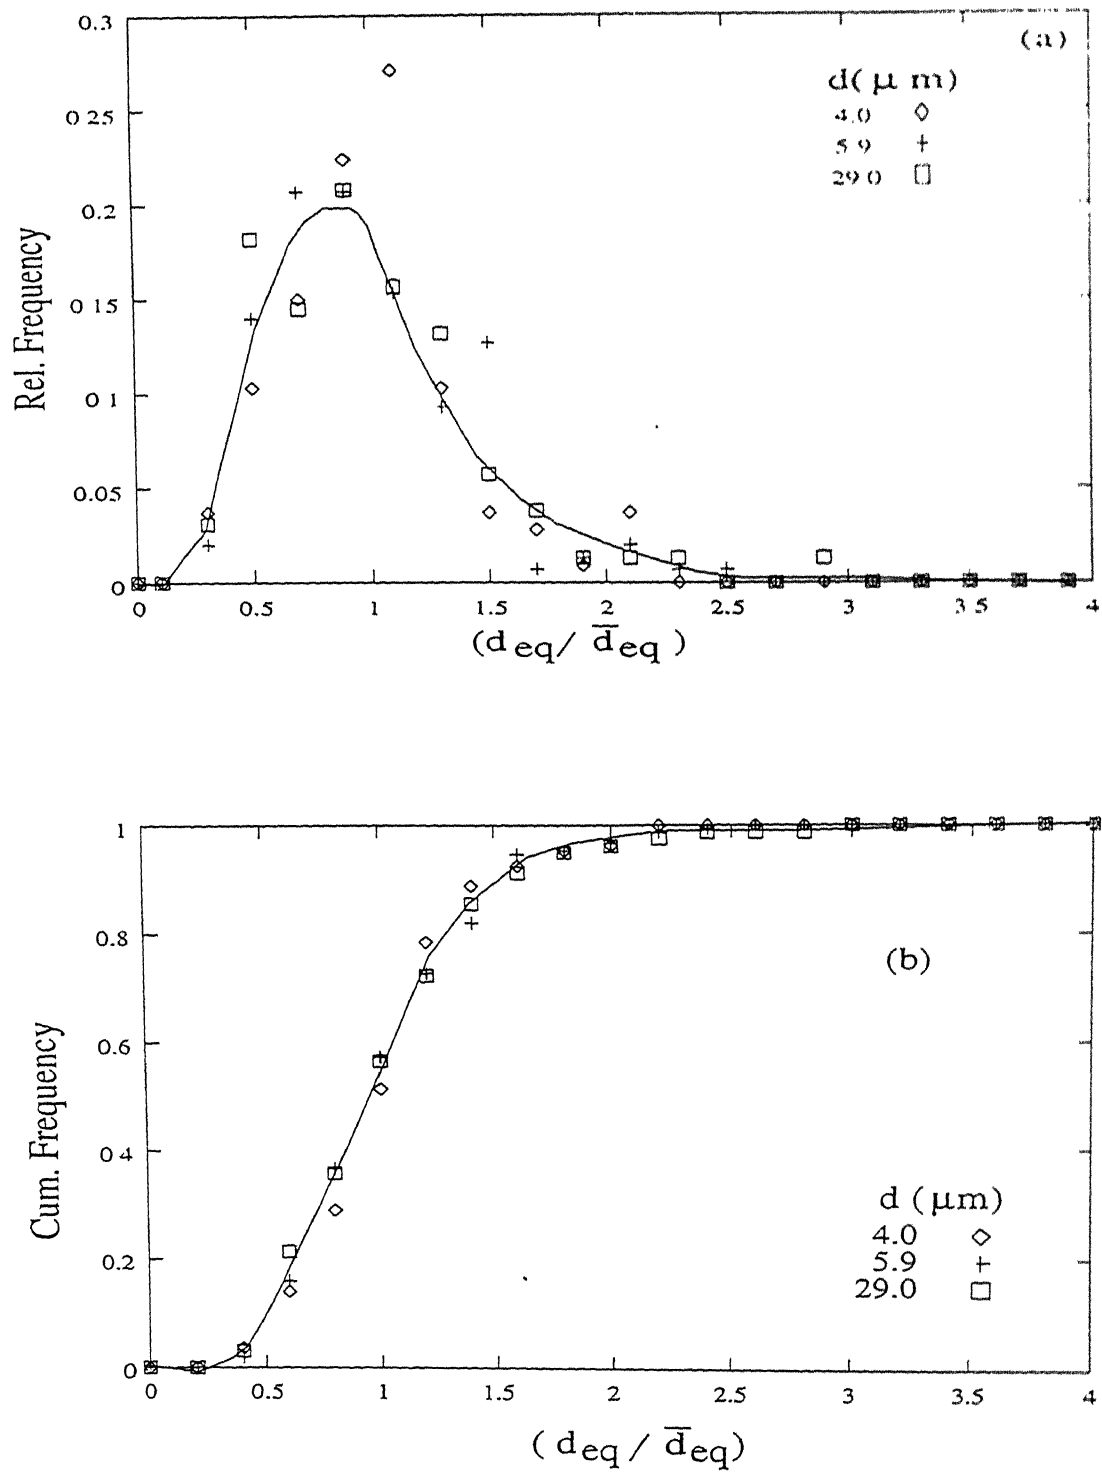 (a)
d(μ m)
4.0 ◇
5 9 +
29 0 □
0.3
0 25
0.2
0 15
0 1
0.05
0
Rel. Frequency
0 0.5 1 1.5 2 2.5 3 3 5 4
(d eq/ d̅ eq )
1
0.8
0.6
0 4
0.2
0
Cum. Frequency
(b)
d (μm)
4.0 ◇
5.9 +
29.0 □
0 0.5 1 1.5 2 2.5 3 3.5 4
( d eq / d̅ eq)